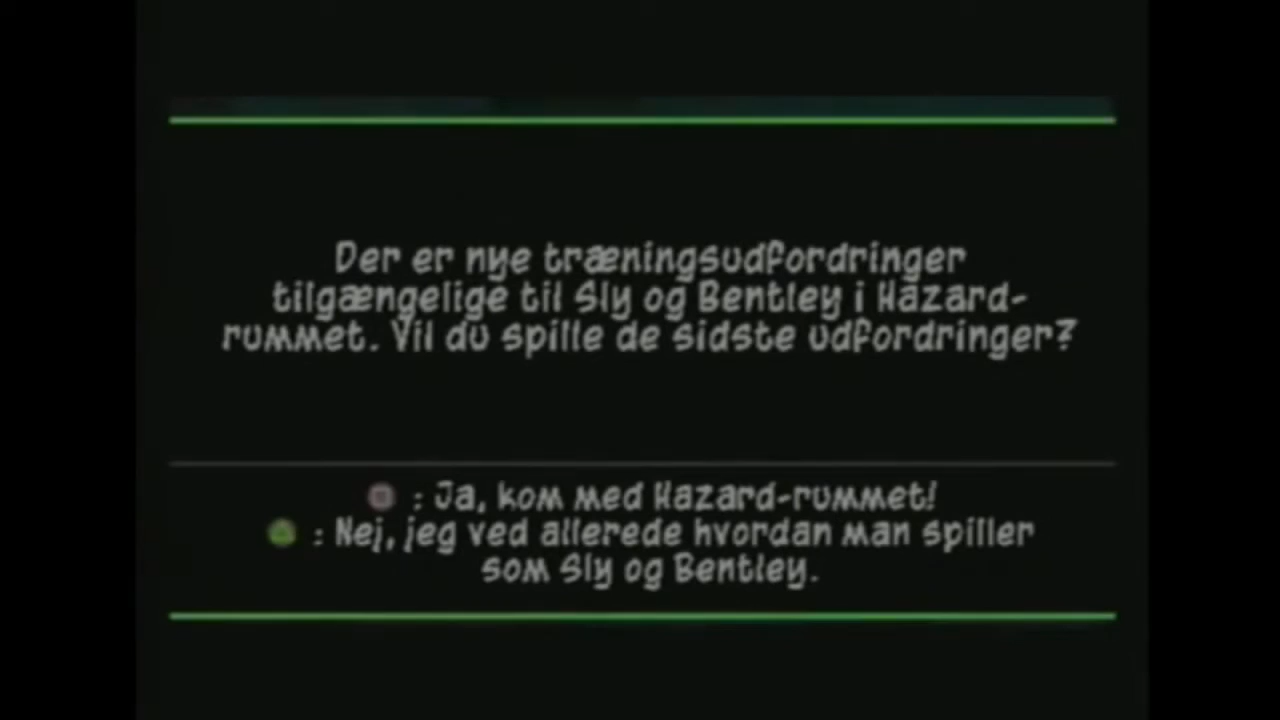 Der er nye træningsudfordringer
tilgængelige til Sly og Bentley i Hazard-
rummet. Vil du spille de sidste udfordringer?
: Ja, kom med Hazard-rummet!
: Nej, jeg ved allerede hvordan man spiller
som Sly og Bentley.